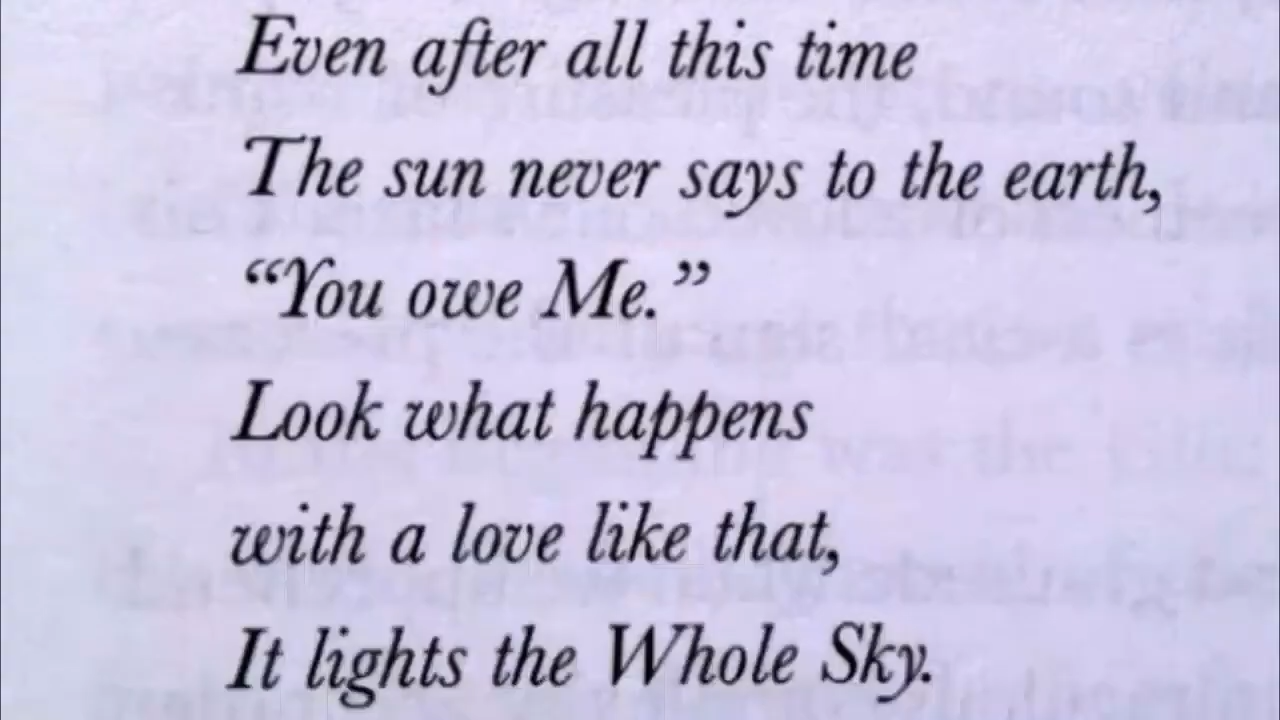 Even after all this time
The sun never says to the earth,
“You owe Me.”
Look what happens
with a love like that,
It lights the Whole Sky.